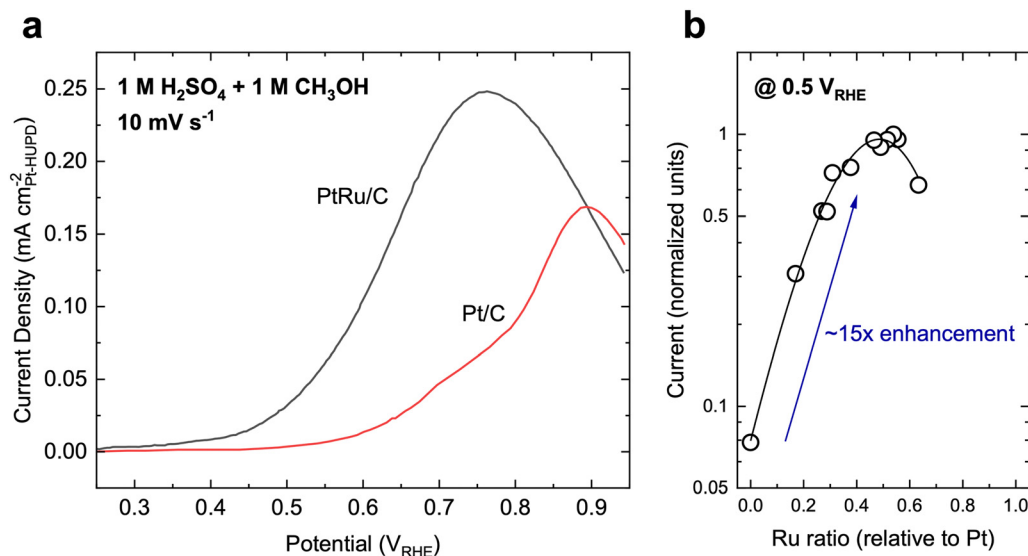 a
1 M H₂SO₄ + 1 M CH₃OH
10 mV s⁻¹
PtRu/C
Pt/C
Current Density (mA cm⁻²Pt-HUPD)
0.25
0.20
0.15
0.10
0.05
0.00
0.3 0.4 0.5 0.6 0.7 0.8 0.9
Potential (V_RHE)
b
@ 0.5 V_RHE
~15x enhancement
Current (normalized units)
1
0.5
0.1
0.05
0.0 0.2 0.4 0.6 0.8 1.0
Ru ratio (relative to Pt)